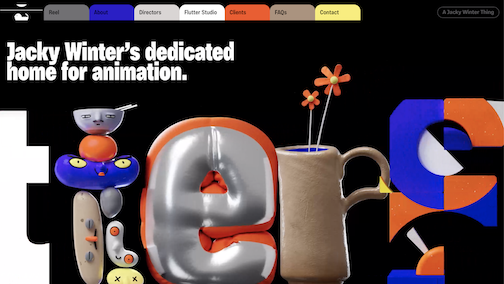 Reel
About
Directors
Flutter Studio
Clients
FAQs
Contact
A Jacky Winter Thing
Jacky Winter's dedicated
home for animation.